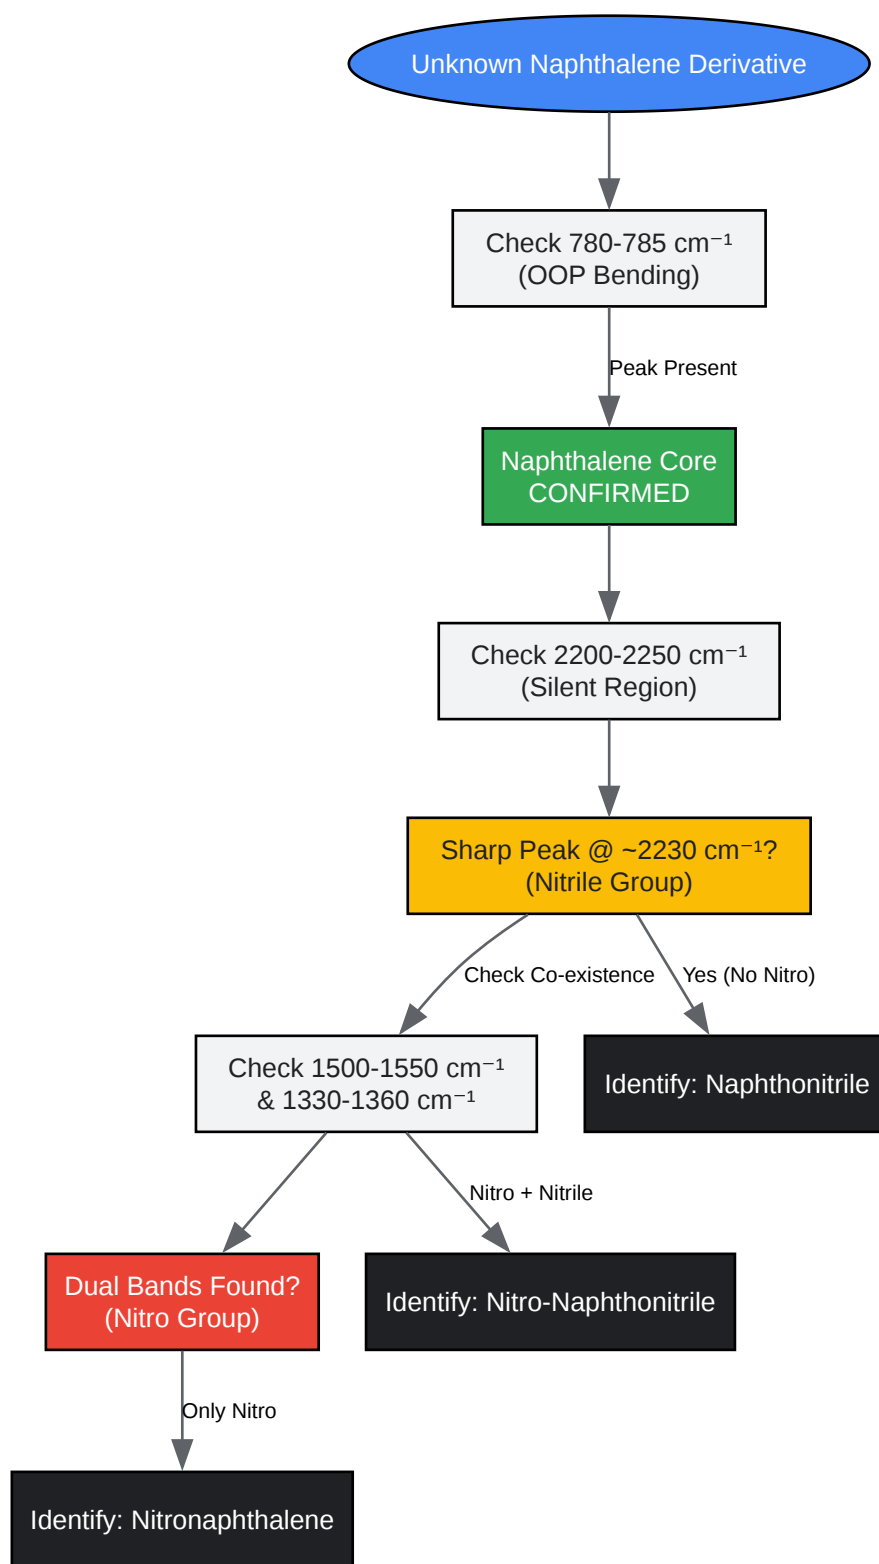 Unknown Naphthalene Derivative
Check 780-785 cm⁻¹
(OOP Bending)
Peak Present
Naphthalene Core
CONFIRMED
Check 2200-2250 cm⁻¹
(Silent Region)
Sharp Peak @ ~2230 cm⁻¹?
(Nitrile Group)
Check Co-existence
Yes (No Nitro)
Check 1500-1550 cm⁻¹
& 1330-1360 cm⁻¹
Identify: Naphthonitrile
Nitro + Nitrile
Dual Bands Found?
(Nitro Group)
Identify: Nitro-Naphthonitrile
Only Nitro
Identify: Nitronaphthalene